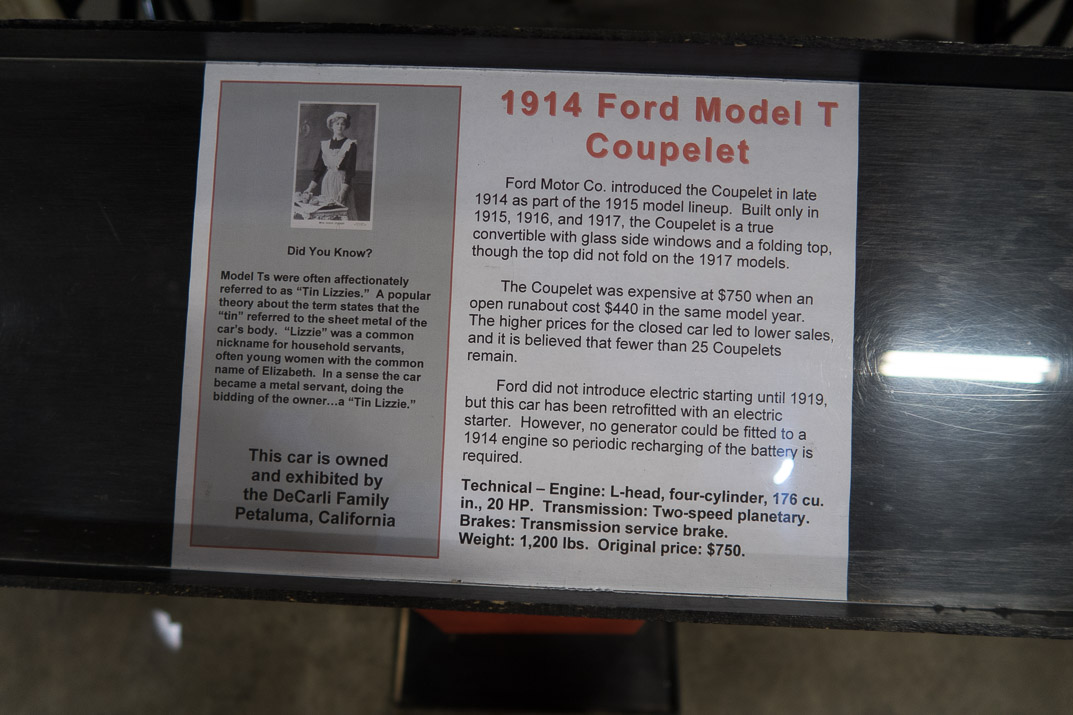 Did You Know?
Model Ts were often affectionately
referred to as “Tin Lizzies.”  A popular
theory about the term states that the
“tin” referred to the sheet metal of the
car’s body.  “Lizzie” was a common
nickname for household servants,
often young women with the common
name of Elizabeth.  In a sense the car
became a metal servant, doing the
bidding of the owner…a “Tin Lizzie.”
This car is owned
and exhibited by
the DeCarli Family
Petaluma, California
1914 Ford Model T
Coupelet
Ford Motor Co. introduced the Coupelet in late
1914 as part of the 1915 model lineup.  Built only in
1915, 1916, and 1917, the Coupelet is a true
convertible with glass side windows and a folding top,
though the top did not fold on the 1917 models.
The Coupelet was expensive at $750 when an
open runabout cost $440 in the same model year.
The higher prices for the closed car led to lower sales,
and it is believed that fewer than 25 Coupelets
remain.
Ford did not introduce electric starting until 1919,
but this car has been retrofitted with an electric
starter.  However, no generator could be fitted to a
1914 engine so periodic recharging of the battery is
required.
Technical – Engine: L-head, four-cylinder, 176 cu.
in., 20 HP.  Transmission: Two-speed planetary.
Brakes: Transmission service brake.
Weight: 1,200 lbs.  Original price: $750.